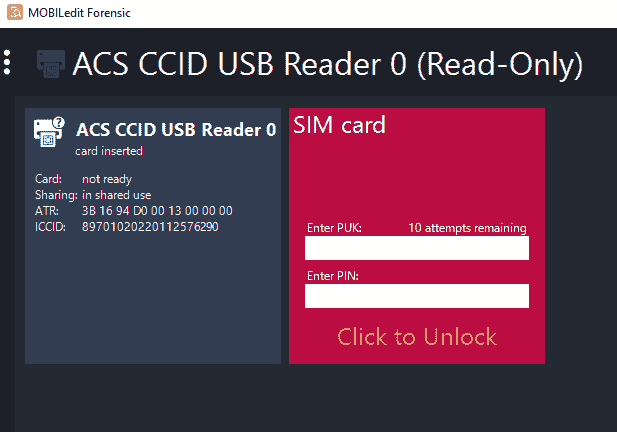 MOBILedit Forensic
ACS CCID USB Reader 0 (Read-Only)
ACS CCID USB Reader 0
card inserted
Card: not ready
Sharing: in shared use
ATR: 3B 16 94 D0 00 13 00 00 00
ICCID: 89701020220112576290
SIM card
Enter PUK: 10 attempts remaining
Enter PIN:
Click to Unlock